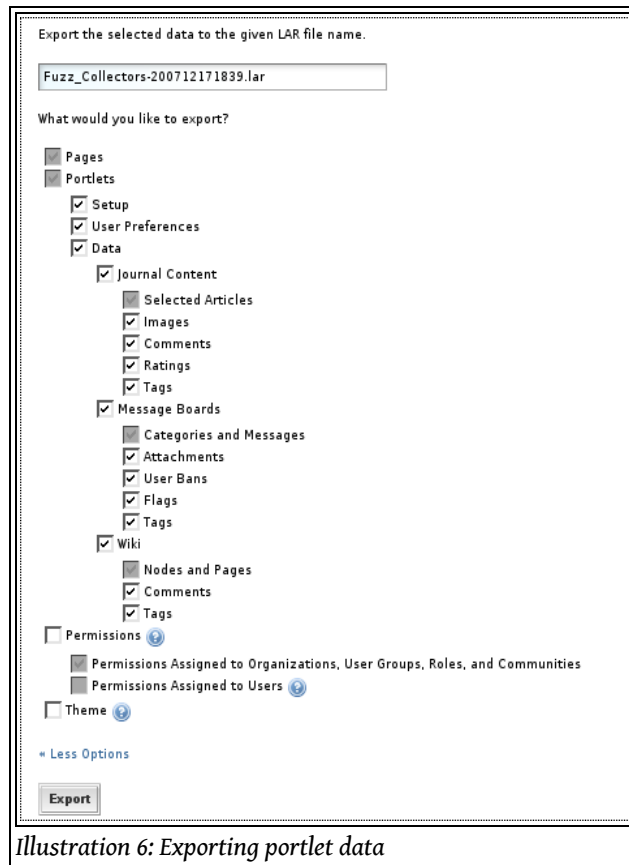 Export the selected data to the given LAR file name.
Fuzz_Collectors-200712171839.lar
What would you like to export?
Pages
Portlets
Setup
User Preferences
Data
Journal Content
Selected Articles
Images
Comments
Ratings
Tags
Message Boards
Categories and Messages
Attachments
User Bans
Flags
Tags
Wiki
Nodes and Pages
Comments
Tags
Permissions ?
Permissions Assigned to Organizations, User Groups, Roles, and Communities
Permissions Assigned to Users ?
Theme ?
« Less Options
Export
Illustration 6: Exporting portlet data